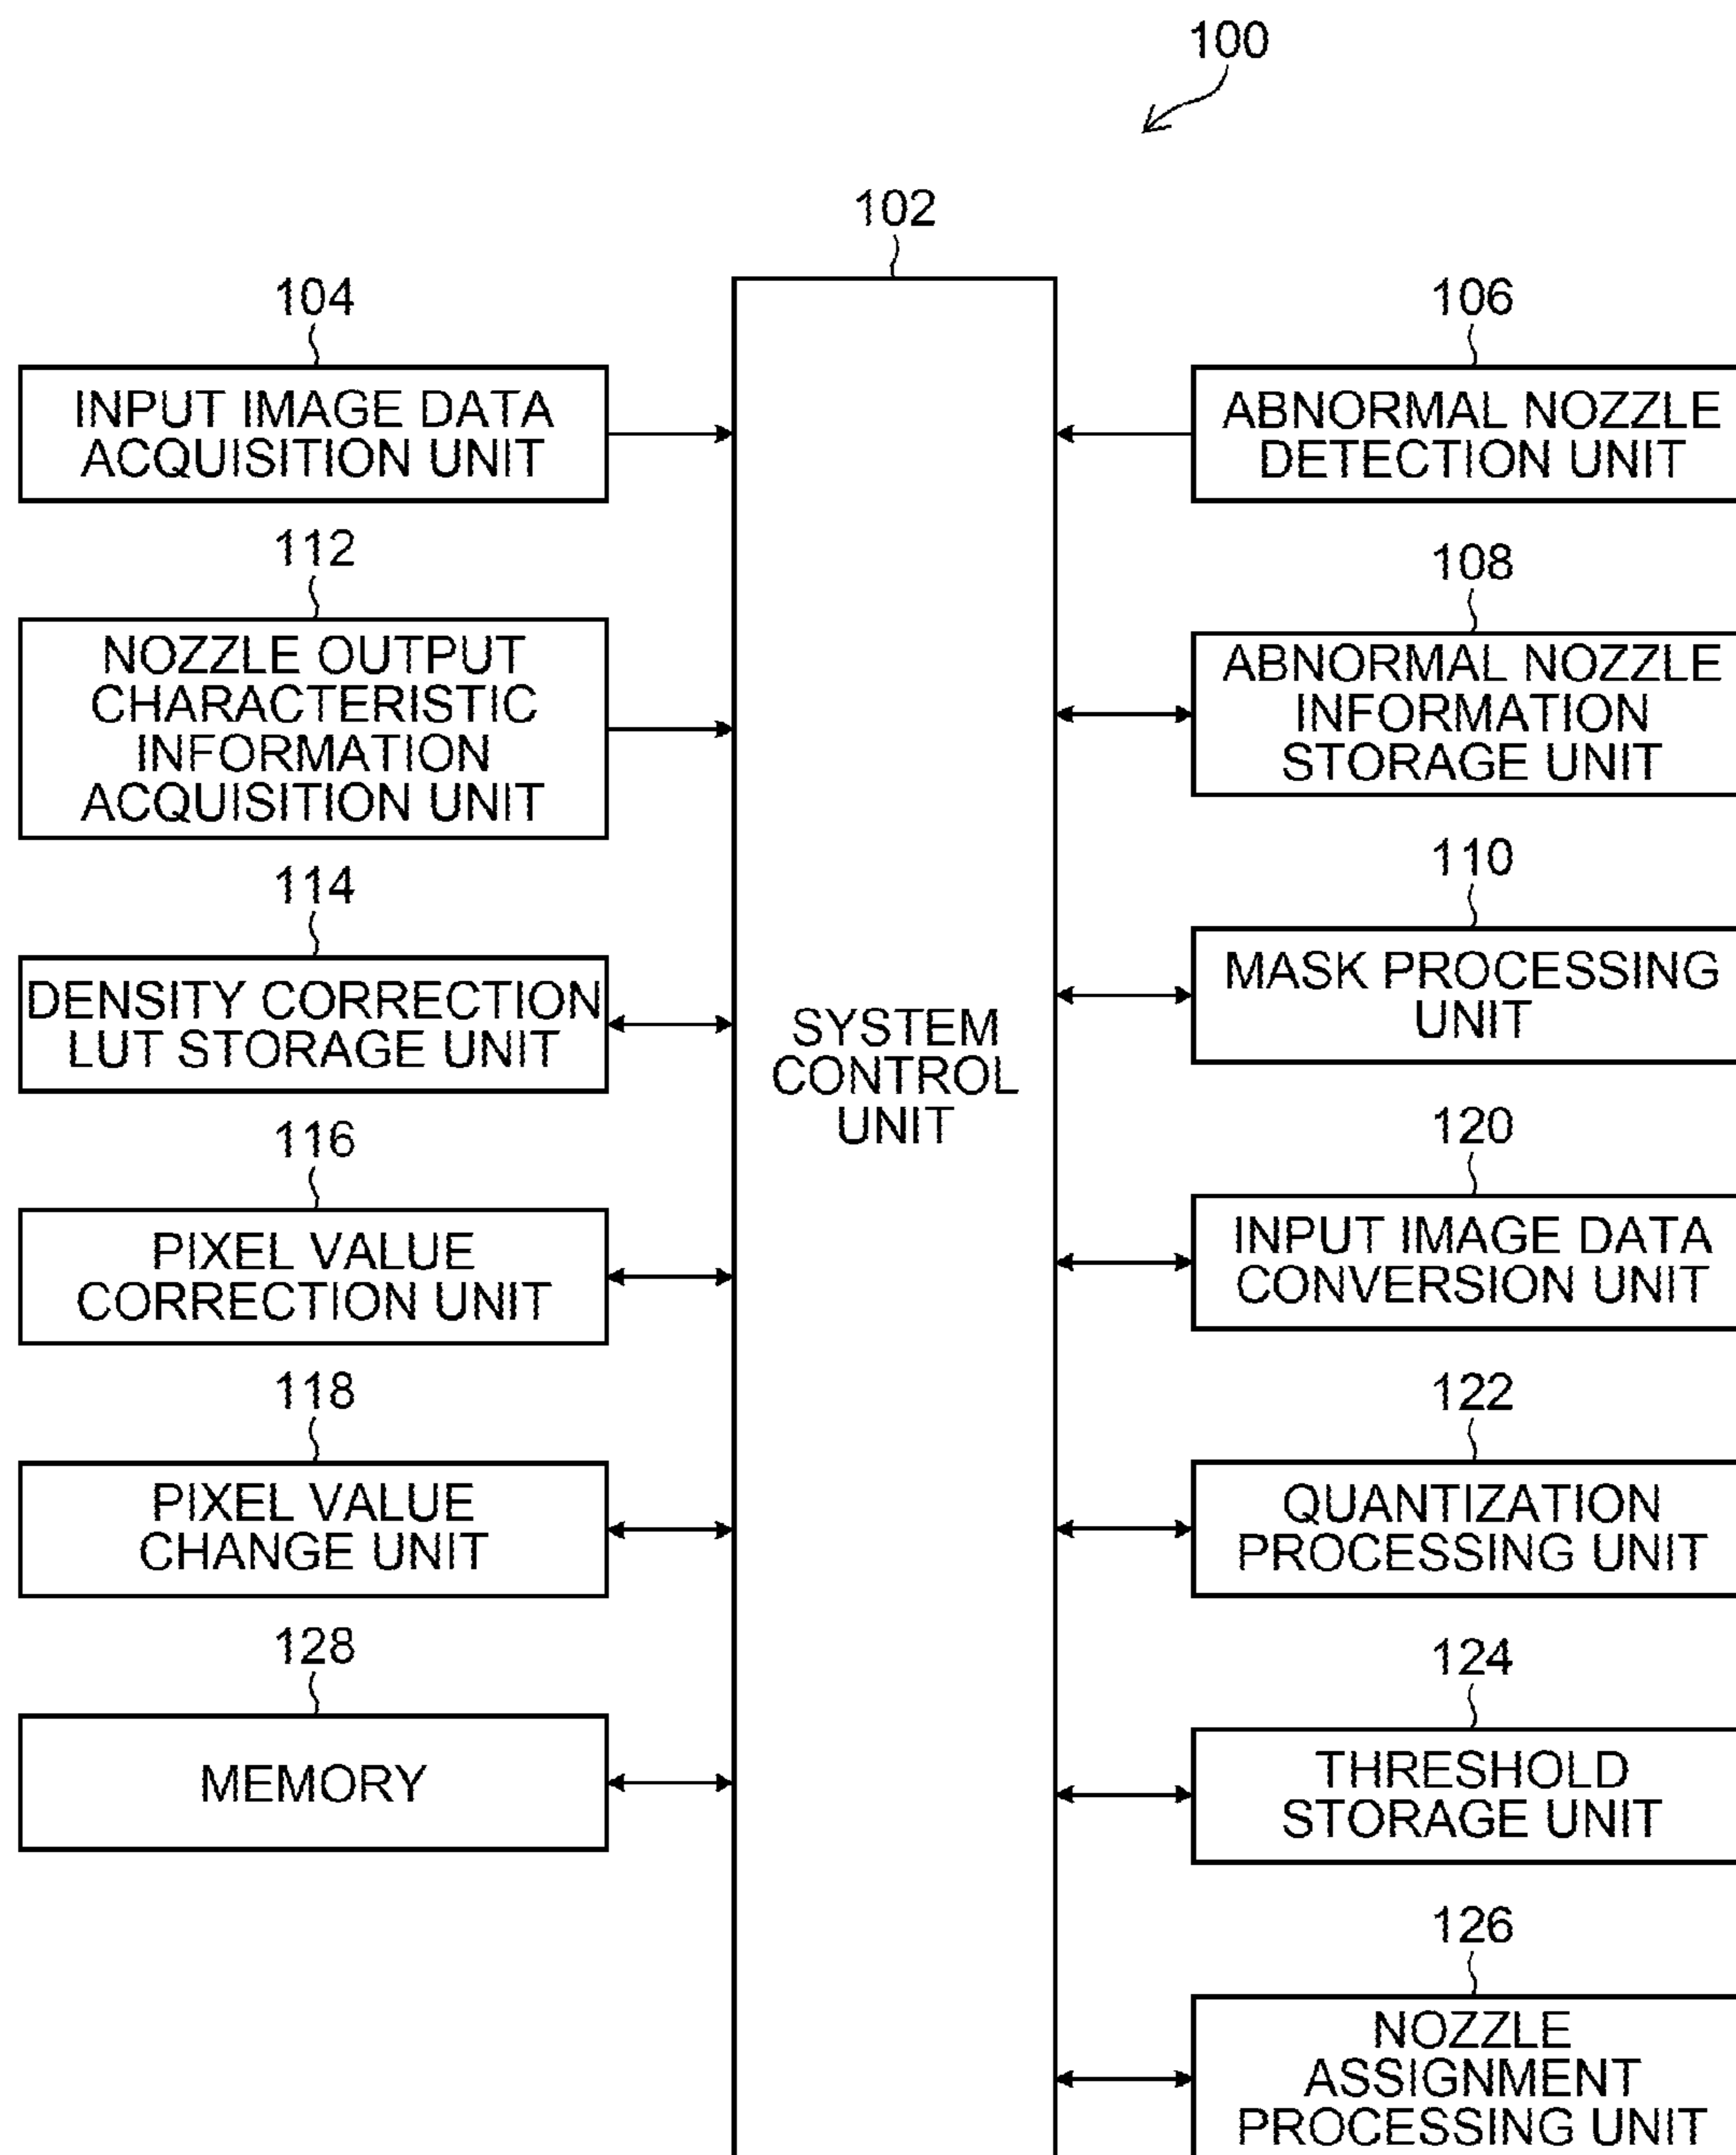 100
102
104
INPUT IMAGE DATA
ACQUISITION UNIT
112
NOZZLE OUTPUT
CHARACTERISTIC
INFORMATION
ACQUISITION UNIT
114
DENSITY CORRECTION
LUT STORAGE UNIT
116
PIXEL VALUE
CORRECTION UNIT
118
PIXEL VALUE
CHANGE UNIT
128
MEMORY
SYSTEM
CONTROL
UNIT
106
ABNORMAL NOZZLE
DETECTION UNIT
108
ABNORMAL NOZZLE
INFORMATION
STORAGE UNIT
110
MASK PROCESSING
UNIT
120
INPUT IMAGE DATA
CONVERSION UNIT
122
QUANTIZATION
PROCESSING UNIT
124
THRESHOLD
STORAGE UNIT
126
NOZZLE
ASSIGNMENT
PROCESSING UNIT